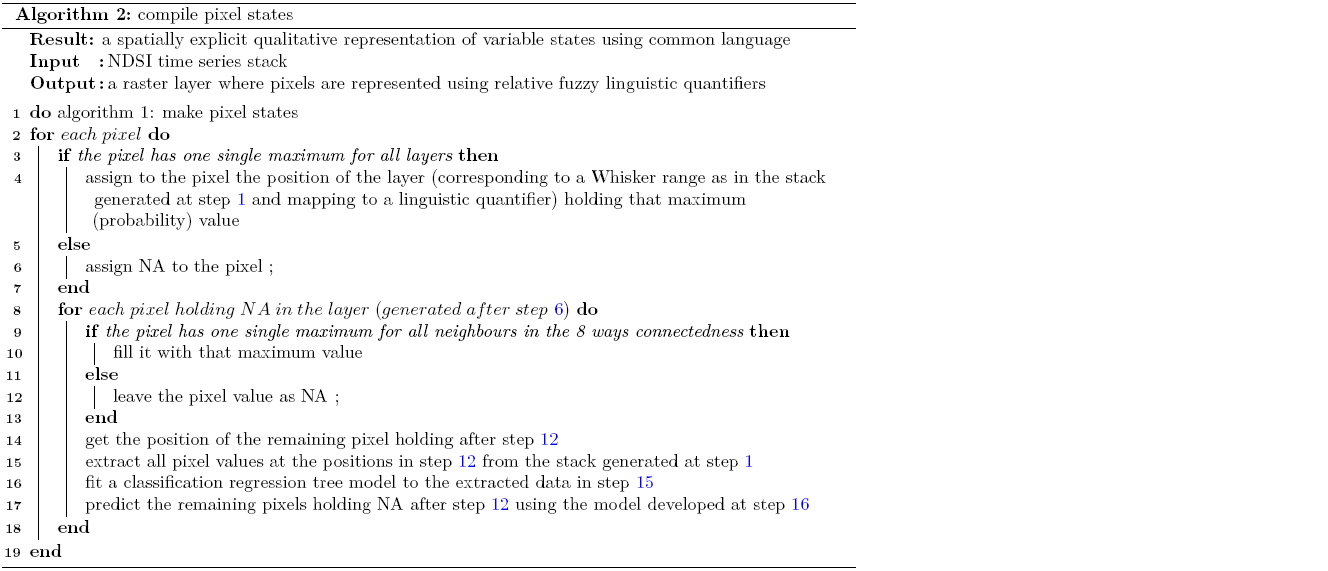 Algorithm 2: compile pixel states
Result: a spatially explicit qualitative representation of variable states using common language
Input : NDSI time series stack
Output: a raster layer where pixels are represented using relative fuzzy linguistic quantifiers
1 do algorithm 1: make pixel states
2 for each pixel do
3 if the pixel has one single maximum for all layers then
4 assign to the pixel the position of the layer (corresponding to a Whisker range as in the stack
generated at step 1 and mapping to a linguistic quantifier) holding that maximum
(probability) value
5 else
6 assign NA to the pixel ;
7 end
8 for each pixel holding NA in the layer (generated after step 6) do
9 if the pixel has one single maximum for all neighbours in the 8 ways connectedness then
10 fill it with that maximum value
11 else
12 leave the pixel value as NA ;
13 end
14 get the position of the remaining pixel holding after step 12
15 extract all pixel values at the positions in step 12 from the stack generated at step 1
16 fit a classification regression tree model to the extracted data in step 15
17 predict the remaining pixels holding NA after step 12 using the model developed at step 16
18 end
19 end